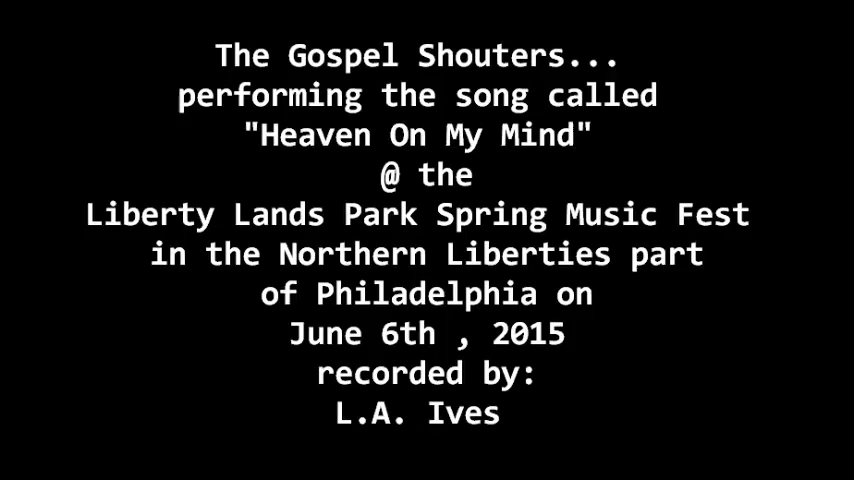 The Gospel Shouters...
performing the song called
"Heaven On My Mind"
@ the
Liberty Lands Park Spring Music Fest
in the Northern Liberties part
of Philadelphia on
June 6th , 2015
recorded by:
L.A. Ives